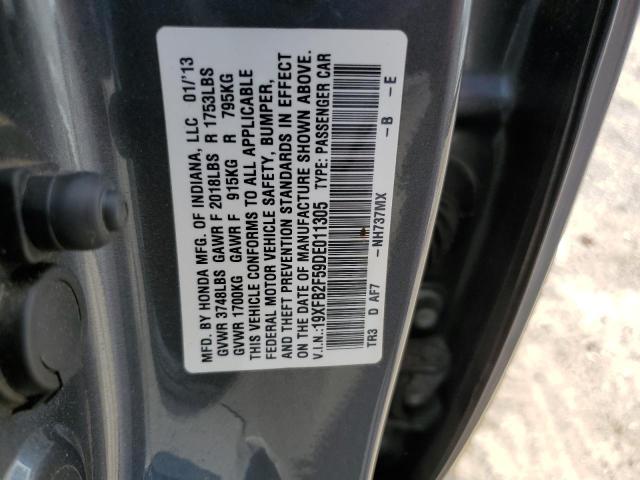 MFD. BY HONDA MFG. OF INDIANA, LLC 01/'13
GVWR 3748LBS GAWR F 2018LBS R 1753LBS
GVWR 1700KG GAWR F 915KG R 795KG
THIS VEHICLE CONFORMS TO ALL APPLICABLE
FEDERAL MOTOR VEHICLE SAFETY, BUMPER,
AND THEFT PREVENTION STANDARDS IN EFFECT
ON THE DATE OF MANUFACTURE SHOWN ABOVE.
V.I.N.:19XFB2F59DE011305 TYPE: PASSENGER CAR
TR3 D AF7 -NH737MX -B -E